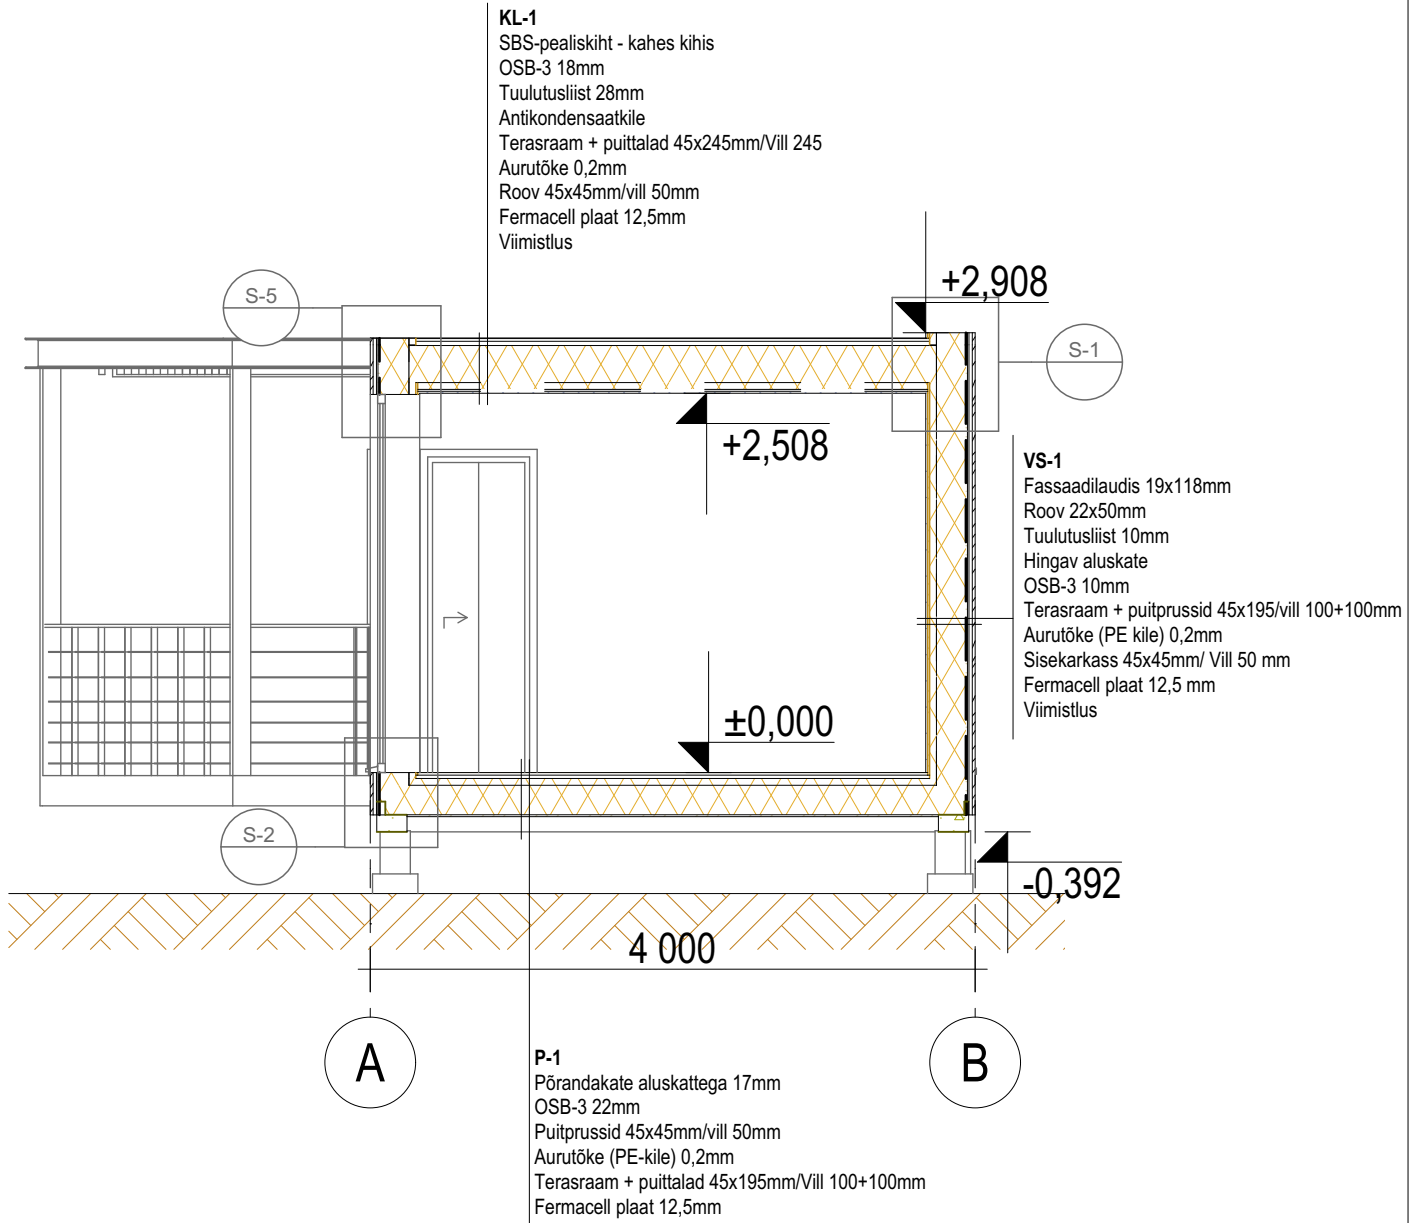 KL-1
SBS-pealiskiht - kahes kihis
OSB-3 18mm
Tuulutusliist 28mm
Antikondensaatkile
Terasraam + puittalad 45x245mm/Vill 245
Aurutõke 0,2mm
Roov 45x45mm/vill 50mm
Fermacell plaat 12,5mm
Viimistlus
+2,908
S-5
S-1
+2,508
VS-1
Fassaadilaudis 19x118mm
Roov 22x50mm
Tuulutusliist 10mm
Hingav aluskate
OSB-3 10mm
Terasraam + puitprussid 45x195/vill 100+100mm
Aurutõke (PE kile) 0,2mm
Sisekarkass 45x45mm/ Vill 50 mm
Fermacell plaat 12,5 mm
Viimistlus
±0,000
S-2
-0,392
4 000
A
B
P-1
Põrandakate aluskattega 17mm
OSB-3 22mm
Puitprussid 45x45mm/vill 50mm
Aurutõke (PE-kile) 0,2mm
Terasraam + puittalad 45x195mm/Vill 100+100mm
Fermacell plaat 12,5mm